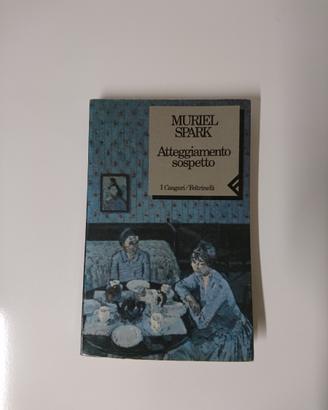 MURIEL
SPARK
Atteggiamento
sospetto
I Canguri/Feltrinelli